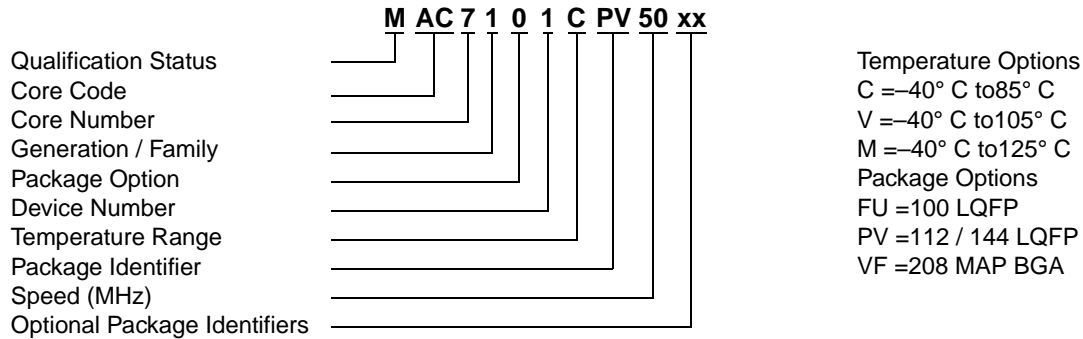 M AC 7 1 0 1 C PV 50 xx
Qualification Status
Core Code
Core Number
Generation / Family
Package Option
Device Number
Temperature Range
Package Identifier
Speed (MHz)
Optional Package Identifiers
Temperature Options
C =–40° C to85° C
V =–40° C to105° C
M =–40° C to125° C
Package Options
FU =100 LQFP
PV =112 / 144 LQFP
VF =208 MAP BGA